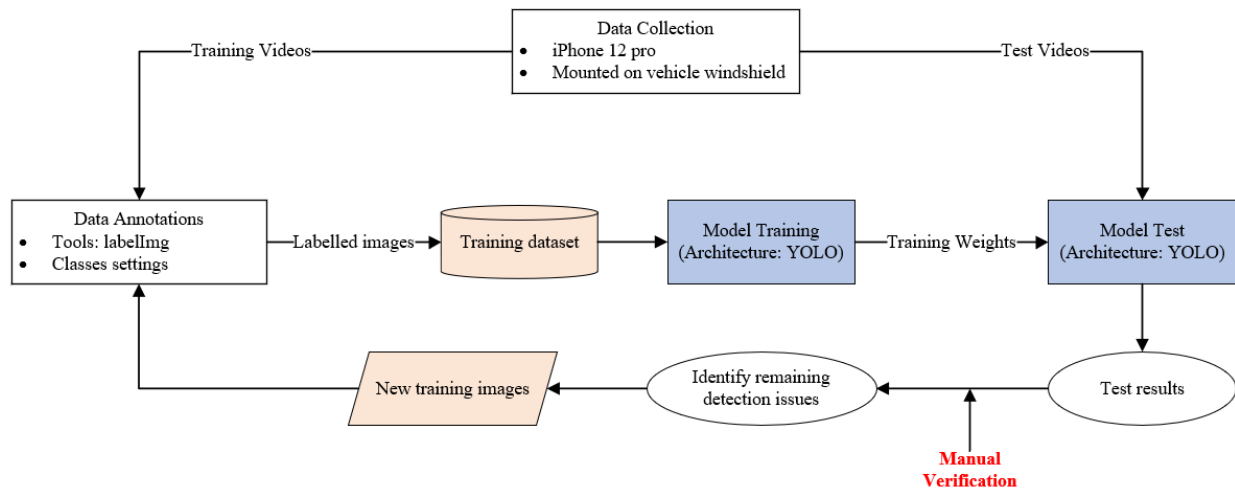 Data Collection
• iPhone 12 pro
• Mounted on vehicle windshield
Training Videos
Test Videos
Data Annotations
• Tools: labelImg
• Classes settings
Labelled images
Training dataset
Model Training
(Architecture: YOLO)
Training Weights
Model Test
(Architecture: YOLO)
New training images
Identify remaining
detection issues
Test results
Manual
Verification